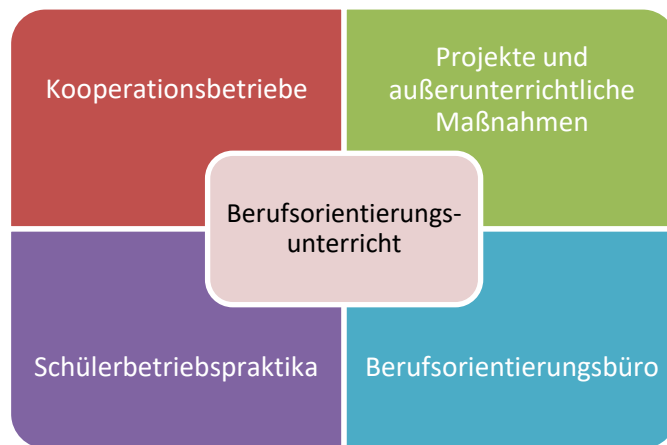 Kooperationsbetriebe
Projekte und
außerunterrichtliche
Maßnahmen
Berufsorientierungs-
unterricht
Schülerbetriebspraktika
Berufsorientierungsbüro